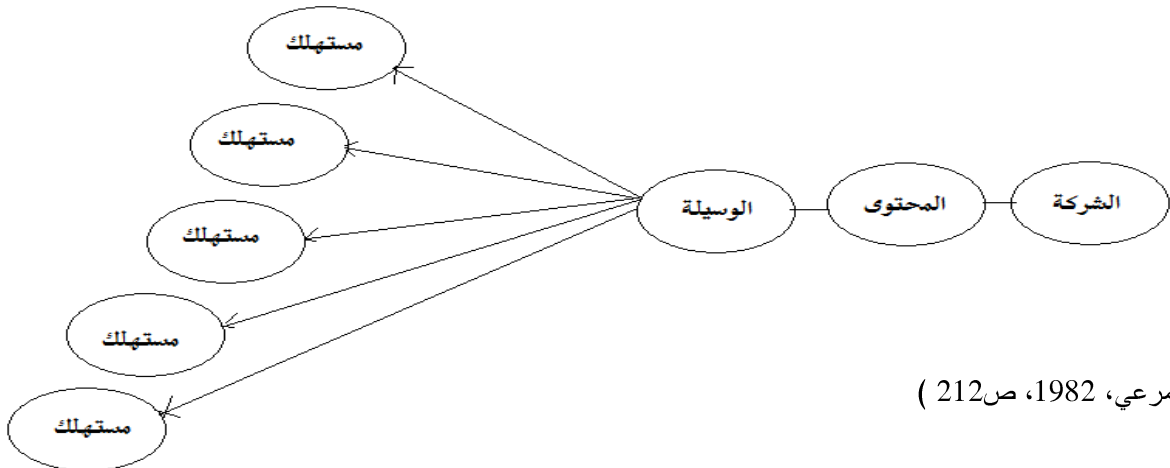 مستهلك
مستهلك
الشركة
المحتوى
الوسيلة
مستهلك
مستهلك
مستهلك
مرعي، 1982، ص212 )